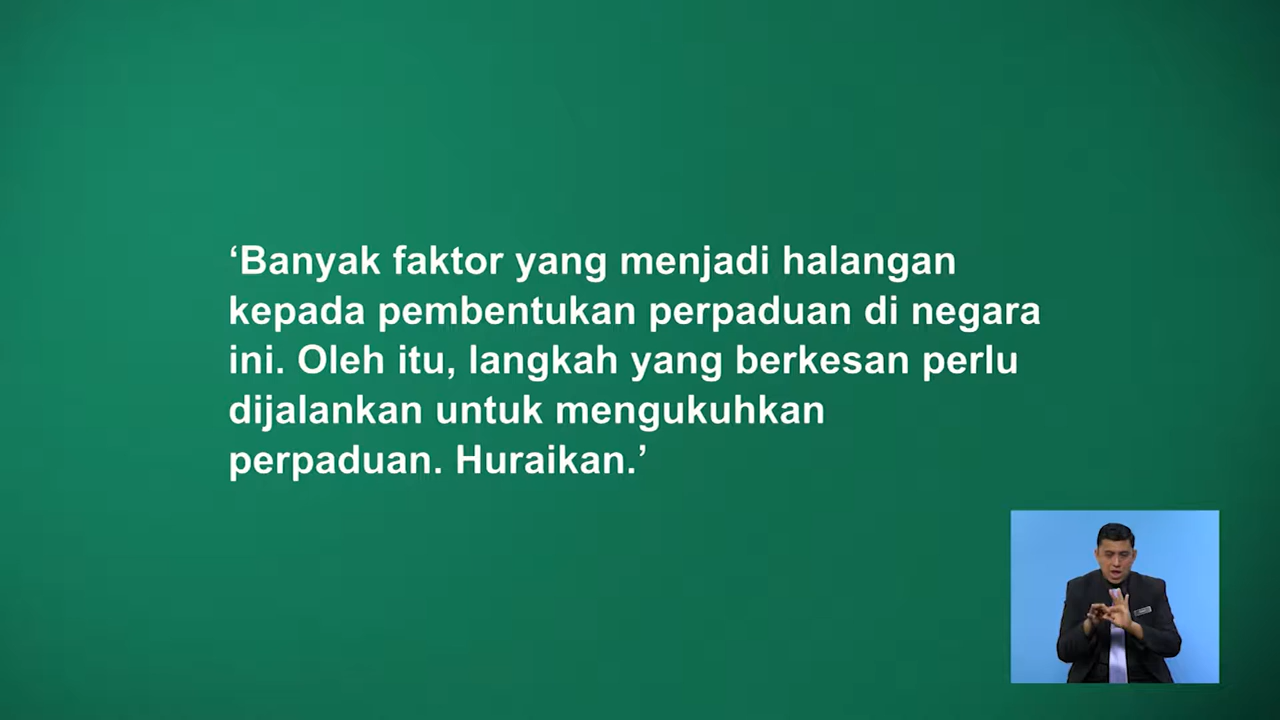 ‘Banyak faktor yang menjadi halangan
kepada pembentukan perpaduan di negara
ini. Oleh itu, langkah yang berkesan perlu
dijalankan untuk mengukuhkan
perpaduan. Huraikan.’